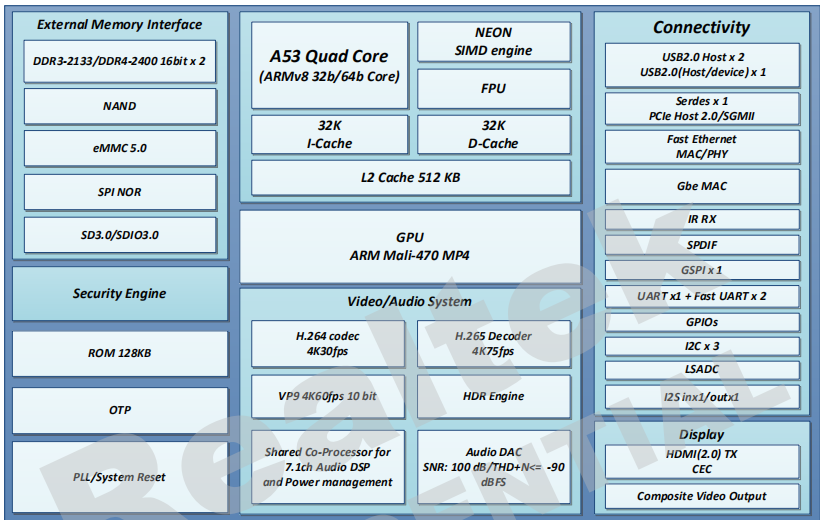 External Memory Interface
DDR3-2133/DDR4-2400 16bit x 2
NAND
eMMC 5.0
SPI NOR
SD3.0/SDIO3.0
Security Engine
ROM 128KB
OTP
PLL/System Reset
A53 Quad Core
(ARMv8 32b/64b Core)
NEON
SIMD engine
FPU
32K
I-Cache
32K
D-Cache
L2 Cache 512 KB
GPU
ARM Mali-470 MP4
Video/Audio System
H.264 codec
4K30fps
H.265 Decoder
4K75fps
VP9 4K60fps 10 bit
HDR Engine
Shared Co-Processor for
7.1ch Audio DSP
and Power management
Audio DAC
SNR: 100 dB/THD+N<= -90
dBFS
Connectivity
USB2.0 Host x 2
USB2.0(Host/device) x 1
Serdes x 1
PCIe Host 2.0/SGMII
Fast Ethernet
MAC/PHY
Gbe MAC
IR RX
SPDIF
GSPI x 1
UART x1 + Fast UART x 2
GPIOs
I2C x 3
LSADC
I2S inx1/outx1
Display
HDMI(2.0) TX
CEC
Composite Video Output
Realtek